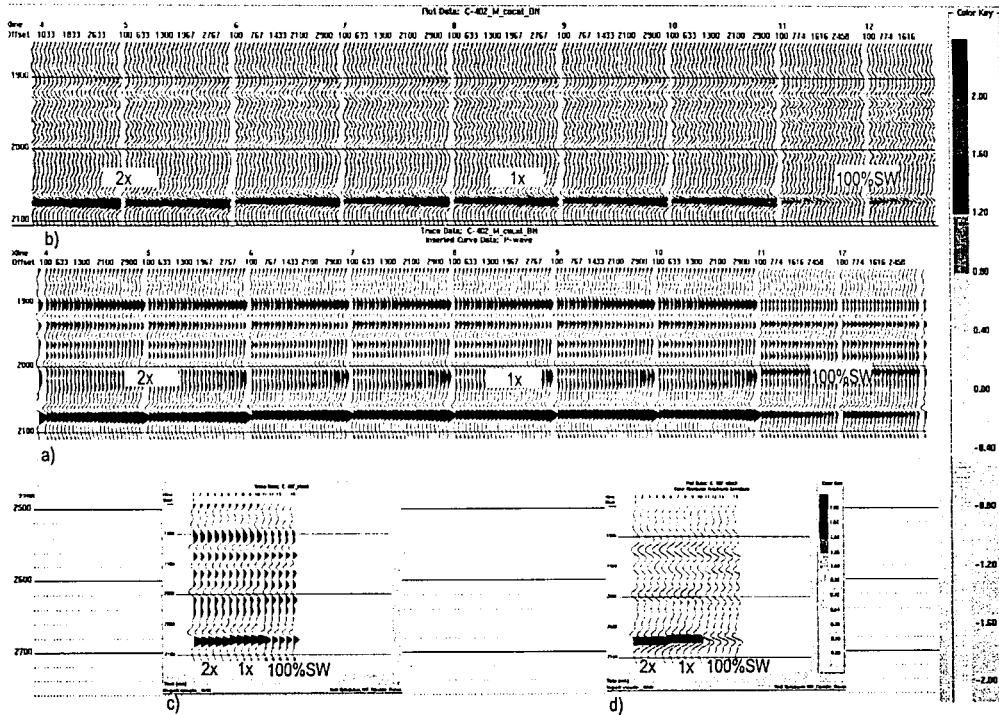 Plot Data: C-402_M_cocal_BN
Color Key
Xline 4 5 6 7 8 9 10 11 12
Offset 1033 1833 2633 100 633 1300 1967 2767 100 767 1433 2100 2900 100 633 1300 1967 2767 100 767 1433 2100 2900 100 633 1300 1967 2767 100 633 1300 2100 2900 100 774 1616 2458 100 774 1616
1900
2000
2100
2x
1x
100%SW
b)
Trace Data: C-402_M_cocal_BN
Inserted Curve Data: P-wave
Xline 4 5 6 7 8 9 10 11 12
Offset 100 633 1300 2100 2900 100 633 1300 1967 2767 100 767 1433 2100 2900 100 633 1300 1967 2767 100 767 1433 2100 2900 100 633 1300 1967 2767 100 633 1300 2100 2900 100 774 1616 2458 100 774 1616 2458
1900
2000
2100
2x
1x
100%SW
a)
2.00
1.60
1.20
0.80
0.40
0.00
-0.40
-0.80
-1.20
-1.60
-2.00
2500
2600
2700
2x 1x 100%SW
c)
Color Key
2x 1x 100%SW
d)